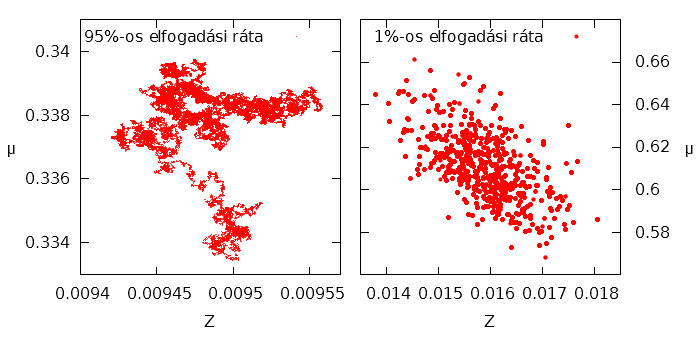 95%-os elfogadási ráta
1%-os elfogadási ráta
0.34
0.338
0.336
0.334
μ
0.66
0.64
0.62
0.6
0.58
μ
0.0094 0.00945 0.0095 0.00955
0.014 0.015 0.016 0.017 0.018
Z
Z